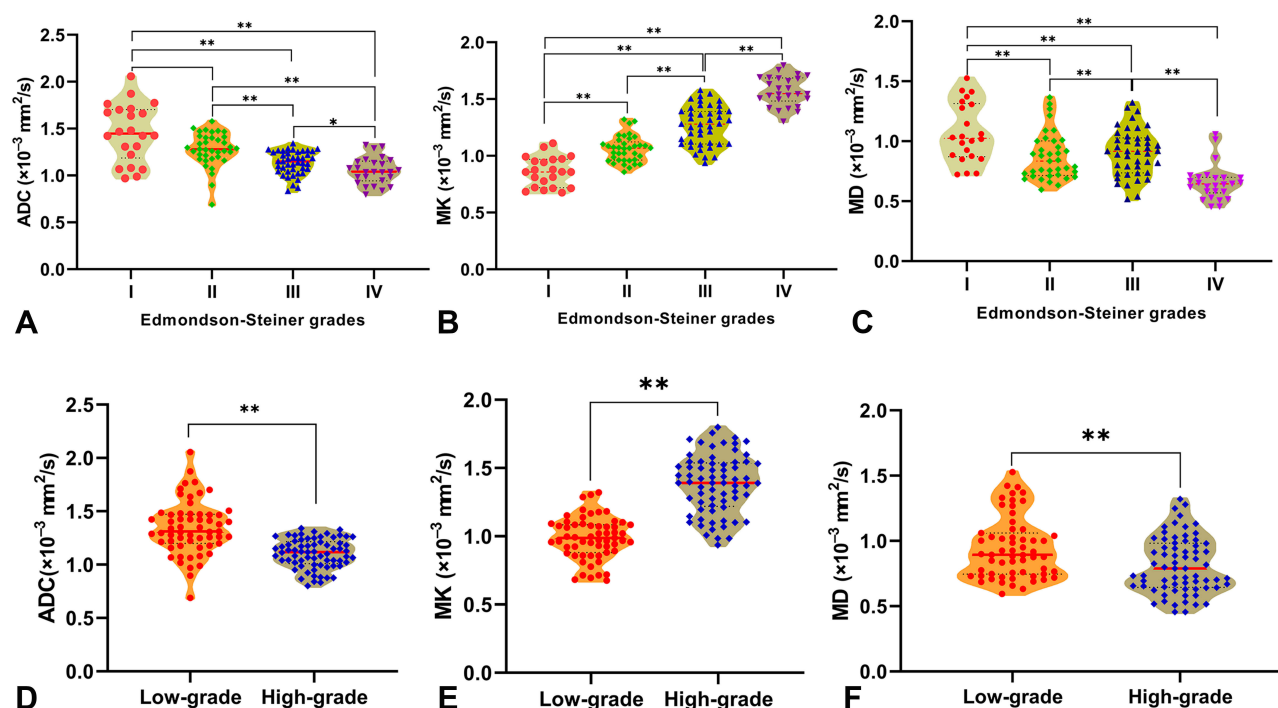 2.5
2.0
1.5
1.0
0.5
0.0
ADC (×10⁻³ mm²/s)
**
**
**
**
*
I
II
III
IV
Edmondson-Steiner grades
A
2.0
1.5
1.0
0.5
0.0
MK (×10⁻³ mm²/s)
**
**
**
**
**
I
II
III
IV
Edmondson-Steiner grades
B
2.0
1.5
1.0
0.5
0.0
MD (×10⁻³ mm²/s)
**
**
**
**
**
I
II
III
IV
Edmondson-Steiner grades
C
2.5
2.0
1.5
1.0
0.5
0.0
ADC(×10⁻³ mm²/s)
**
Low-grade High-grade
D
2.0
1.5
1.0
0.5
0.0
MK (×10⁻³ mm²/s)
**
Low-grade High-grade
E
2.0
1.5
1.0
0.5
0.0
MD (×10⁻³ mm²/s)
**
Low-grade High-grade
F